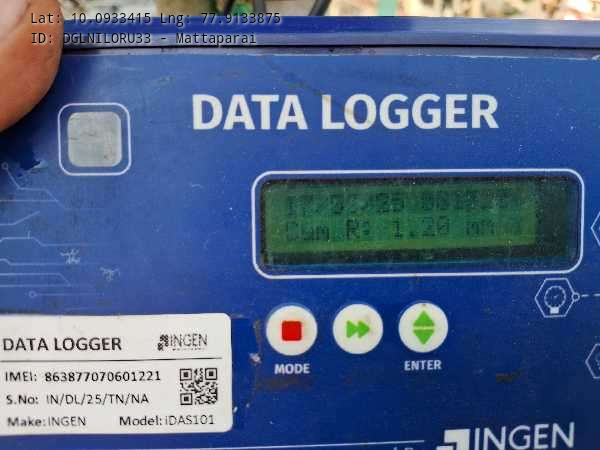 Lat: 10.0933415 Lng: 77.9133875
ID: DGLNILORU33 - Mattaparai
DATA LOGGER
Cum R: 1.20 mm
MODE
ENTER
DATA LOGGER
INGEN
IMEI: 863877070601221
S.No: IN/DL/25/TN/NA
Make: INGEN Model: iDAS101
INGEN